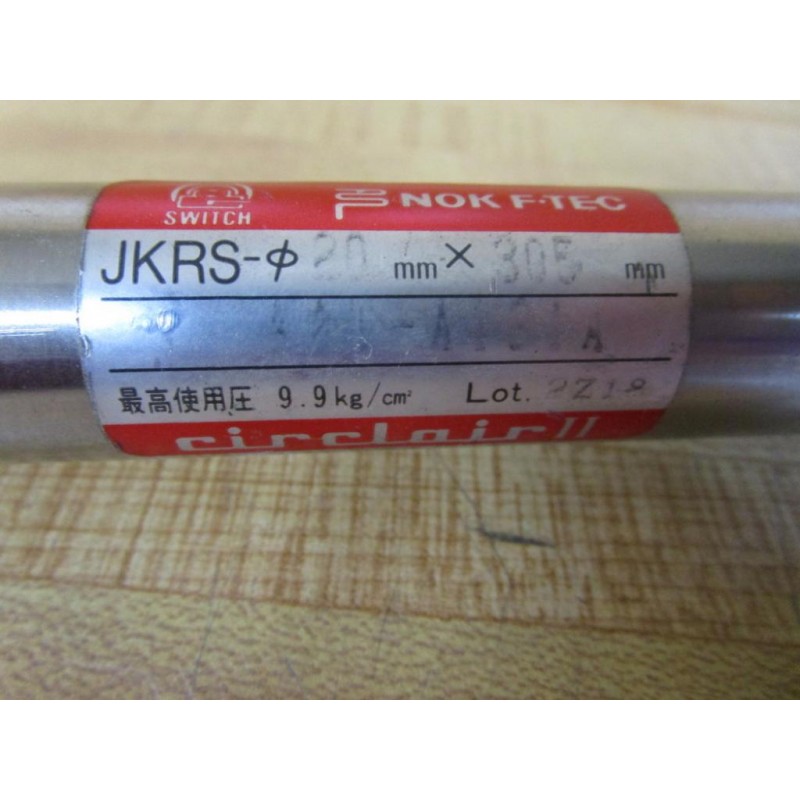 SWITCH NOK F·TEC
JKRS-φ 20 mm × 305 mm
最高使用圧 9.9kg/cm² Lot. 2Z18
circlair II